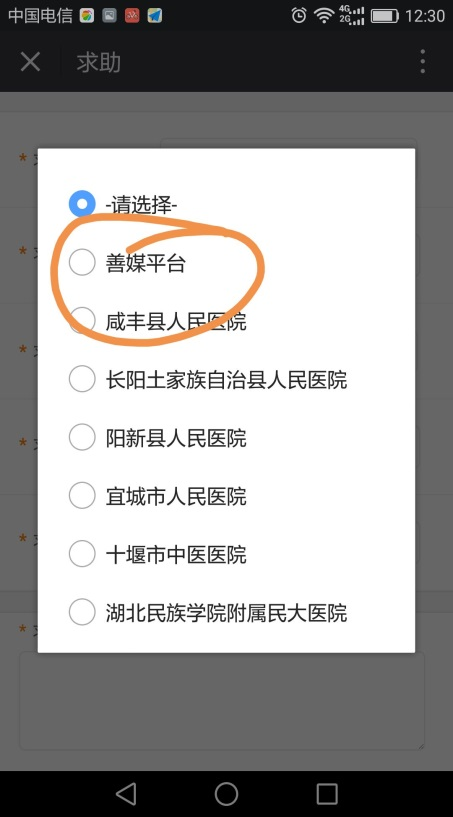 中国电信 4G 2G 12:30
求助
-请选择-
善媒平台
咸丰县人民医院
长阳土家族自治县人民医院
阳新县人民医院
宜城市人民医院
十堰市中医医院
湖北民族学院附属民大医院